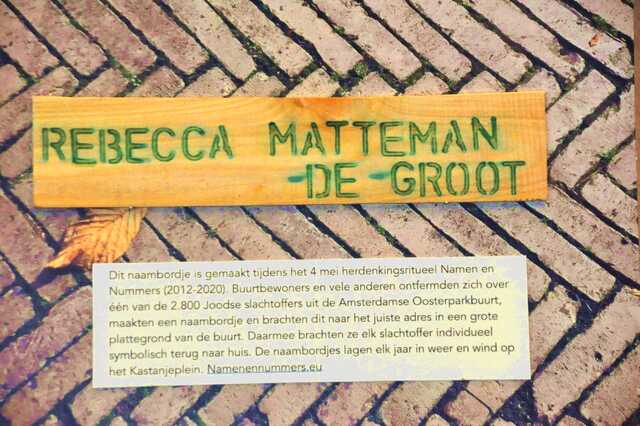 REBECCA MATTEMAN
-DE-GROOT
Dit naambordje is gemaakt tijdens het 4 mei herdenkingsritueel Namen en
Nummers (2012-2020). Buurtbewoners en vele anderen ontfermden zich over
één van de 2.800 Joodse slachtoffers uit de Amsterdamse Oosterparkbuurt,
maakten een naambordje en brachten dit naar het juiste adres in een grote
plattegrond van de buurt. Daarmee brachten ze elk slachtoffer individueel
symbolisch terug naar huis. De naambordjes lagen elk jaar in weer en wind op
het Kastanjeplein. Namenennummers.eu